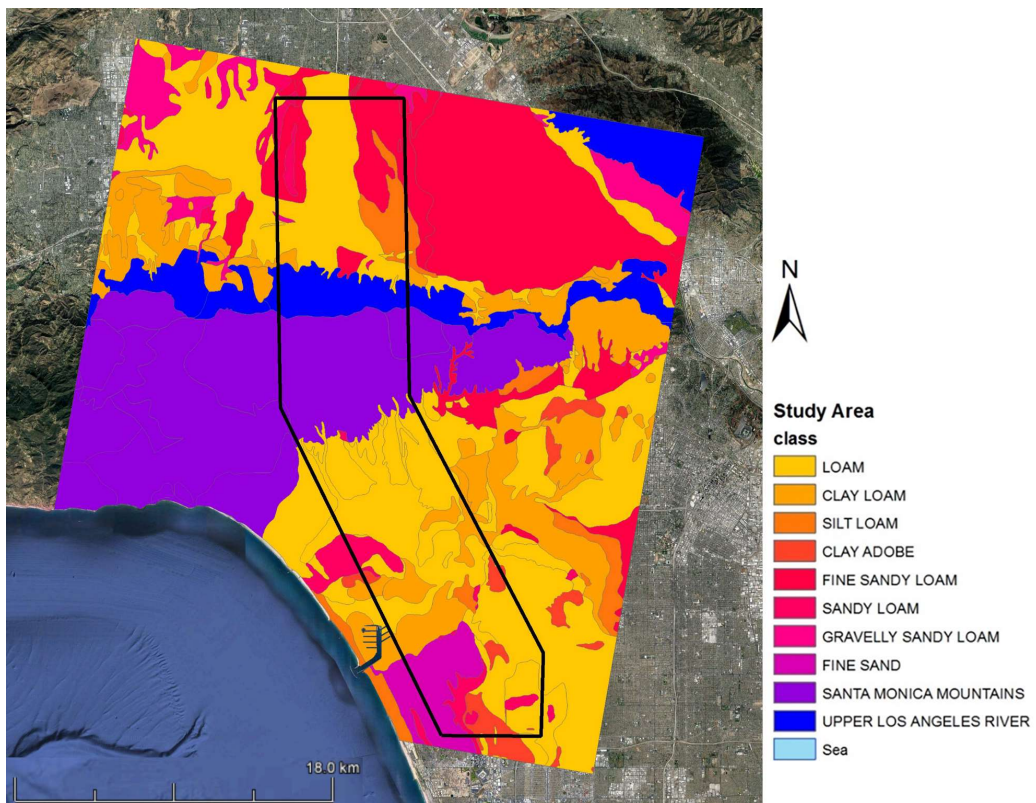 N
Study Area
class
LOAM
CLAY LOAM
SILT LOAM
CLAY ADOBE
FINE SANDY LOAM
SANDY LOAM
GRAVELLY SANDY LOAM
FINE SAND
SANTA MONICA MOUNTAINS
UPPER LOS ANGELES RIVER
Sea
18.0 km